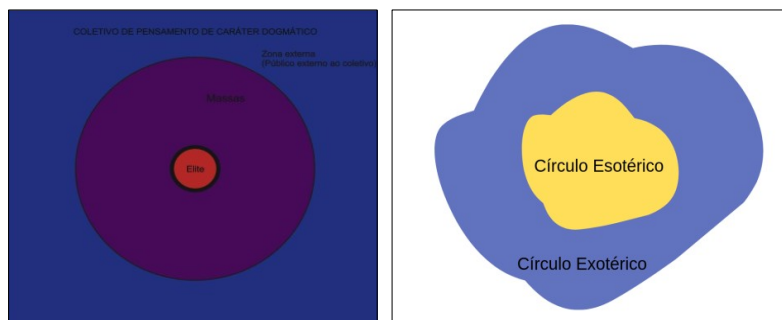 COLETIVO DE PENSAMENTO DE CARÁTER DOGMÁTICO
Zona externa
(Público externo ao coletivo)
Massas
Elite
Círculo Esotérico
Círculo Exotérico